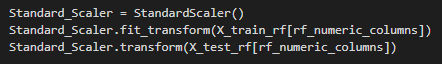 Standard_Scaler = StandardScaler()
Standard_Scaler.fit_transform(X_train_rf[rf_numeric_columns])
Standard_Scaler.transform(X_test_rf[rf_numeric_columns])